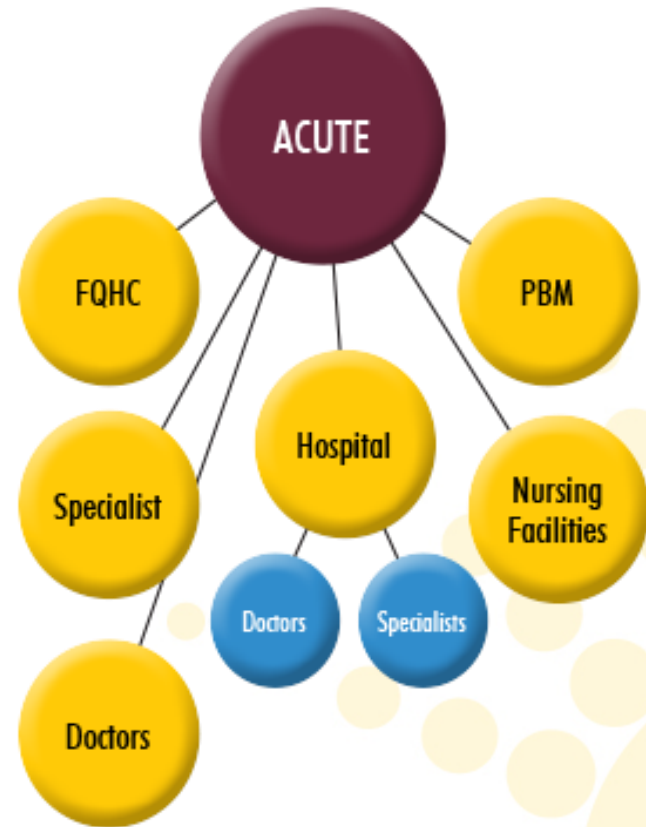 ACUTE
FQHC
PBM
Hospital
Specialist
Nursing
Facilities
Doctors
Specialists
Doctors